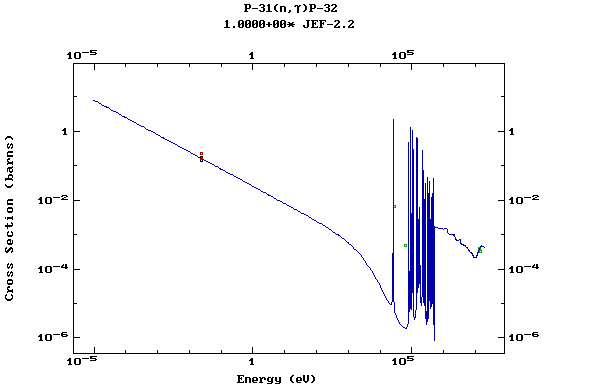 P-31(n,γ)P-32
1.0000+00* JEF-2.2
10⁻⁵ 1 10⁵
1 1
10⁻² 10⁻²
10⁻⁴ 10⁻⁴
10⁻⁶ 10⁻⁶
10⁻⁵ 1 10⁵
Cross Section (barns)
Energy (eV)